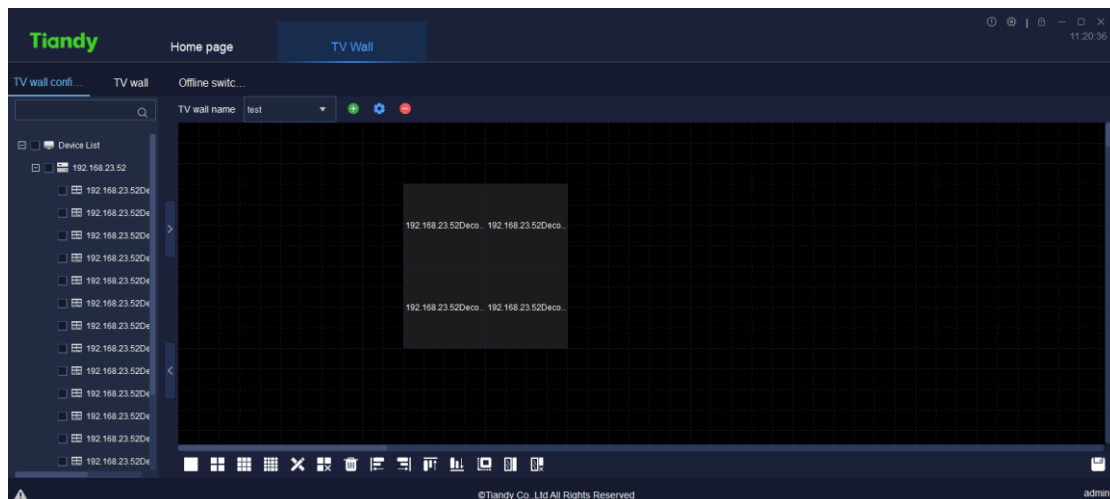 11:20:36
Tiandy Home page TV Wall
TV wall confi... TV wall Offline switc...
TV wall name test
Device List
192.168.23.52
192.168.23.52De
192.168.23.52De
192.168.23.52De
192.168.23.52De
192.168.23.52De
192.168.23.52De
192.168.23.52De
192.168.23.52De
192.168.23.52De
192.168.23.52De
192.168.23.52De
192.168.23.52De
192.168.23.52De
192.168.23.52Deco... 192.168.23.52Deco...
192.168.23.52Deco... 192.168.23.52Deco...
©Tiandy Co.,Ltd All Rights Reserved
admin